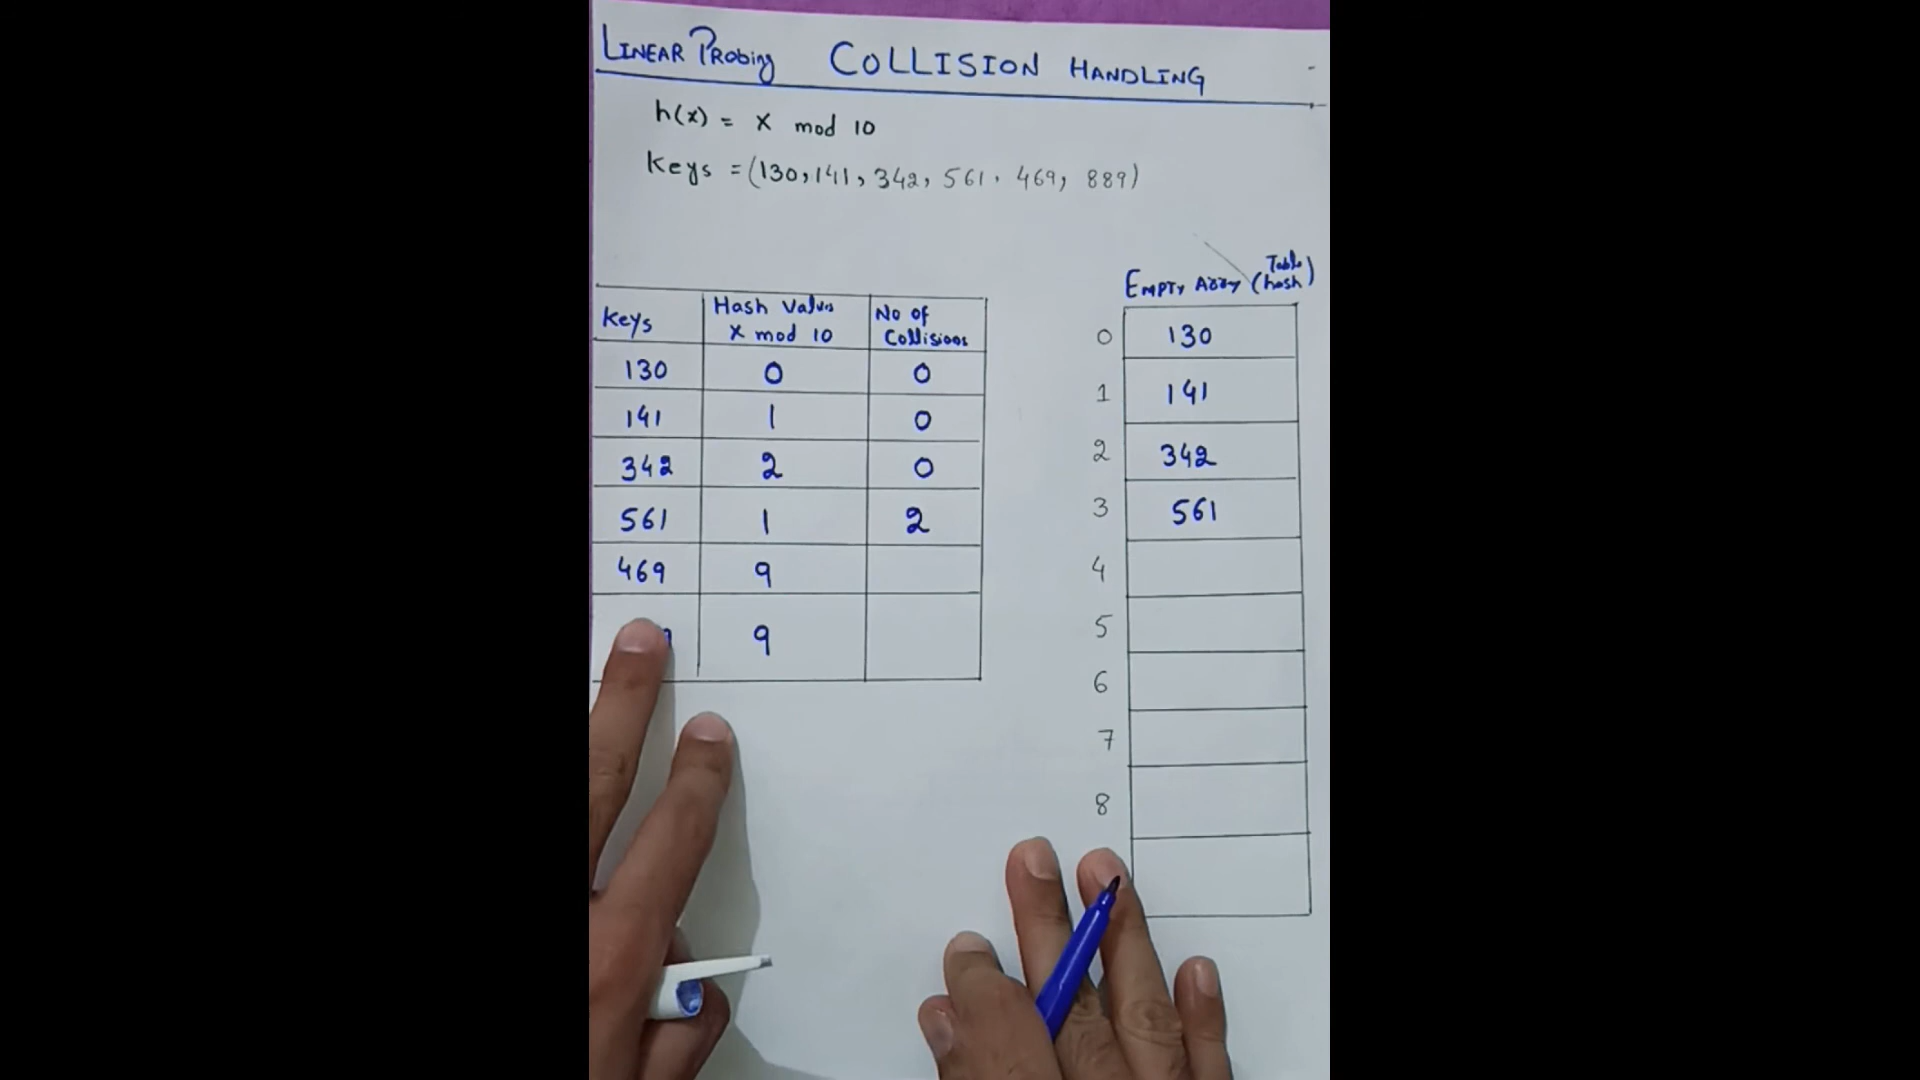 LINEAR Probing COLLISION HANDLING
h(x) = X mod 10
Keys = (130, 141, 342, 561, 469, 889)
EMPTY Array (hash Table)
Keys Hash Values X mod 10 No of Collisions
130 0 0
141 1 0
342 2 0
561 1 2
469 9
9
0 130
1 141
2 342
3 561
4
5
6
7
8